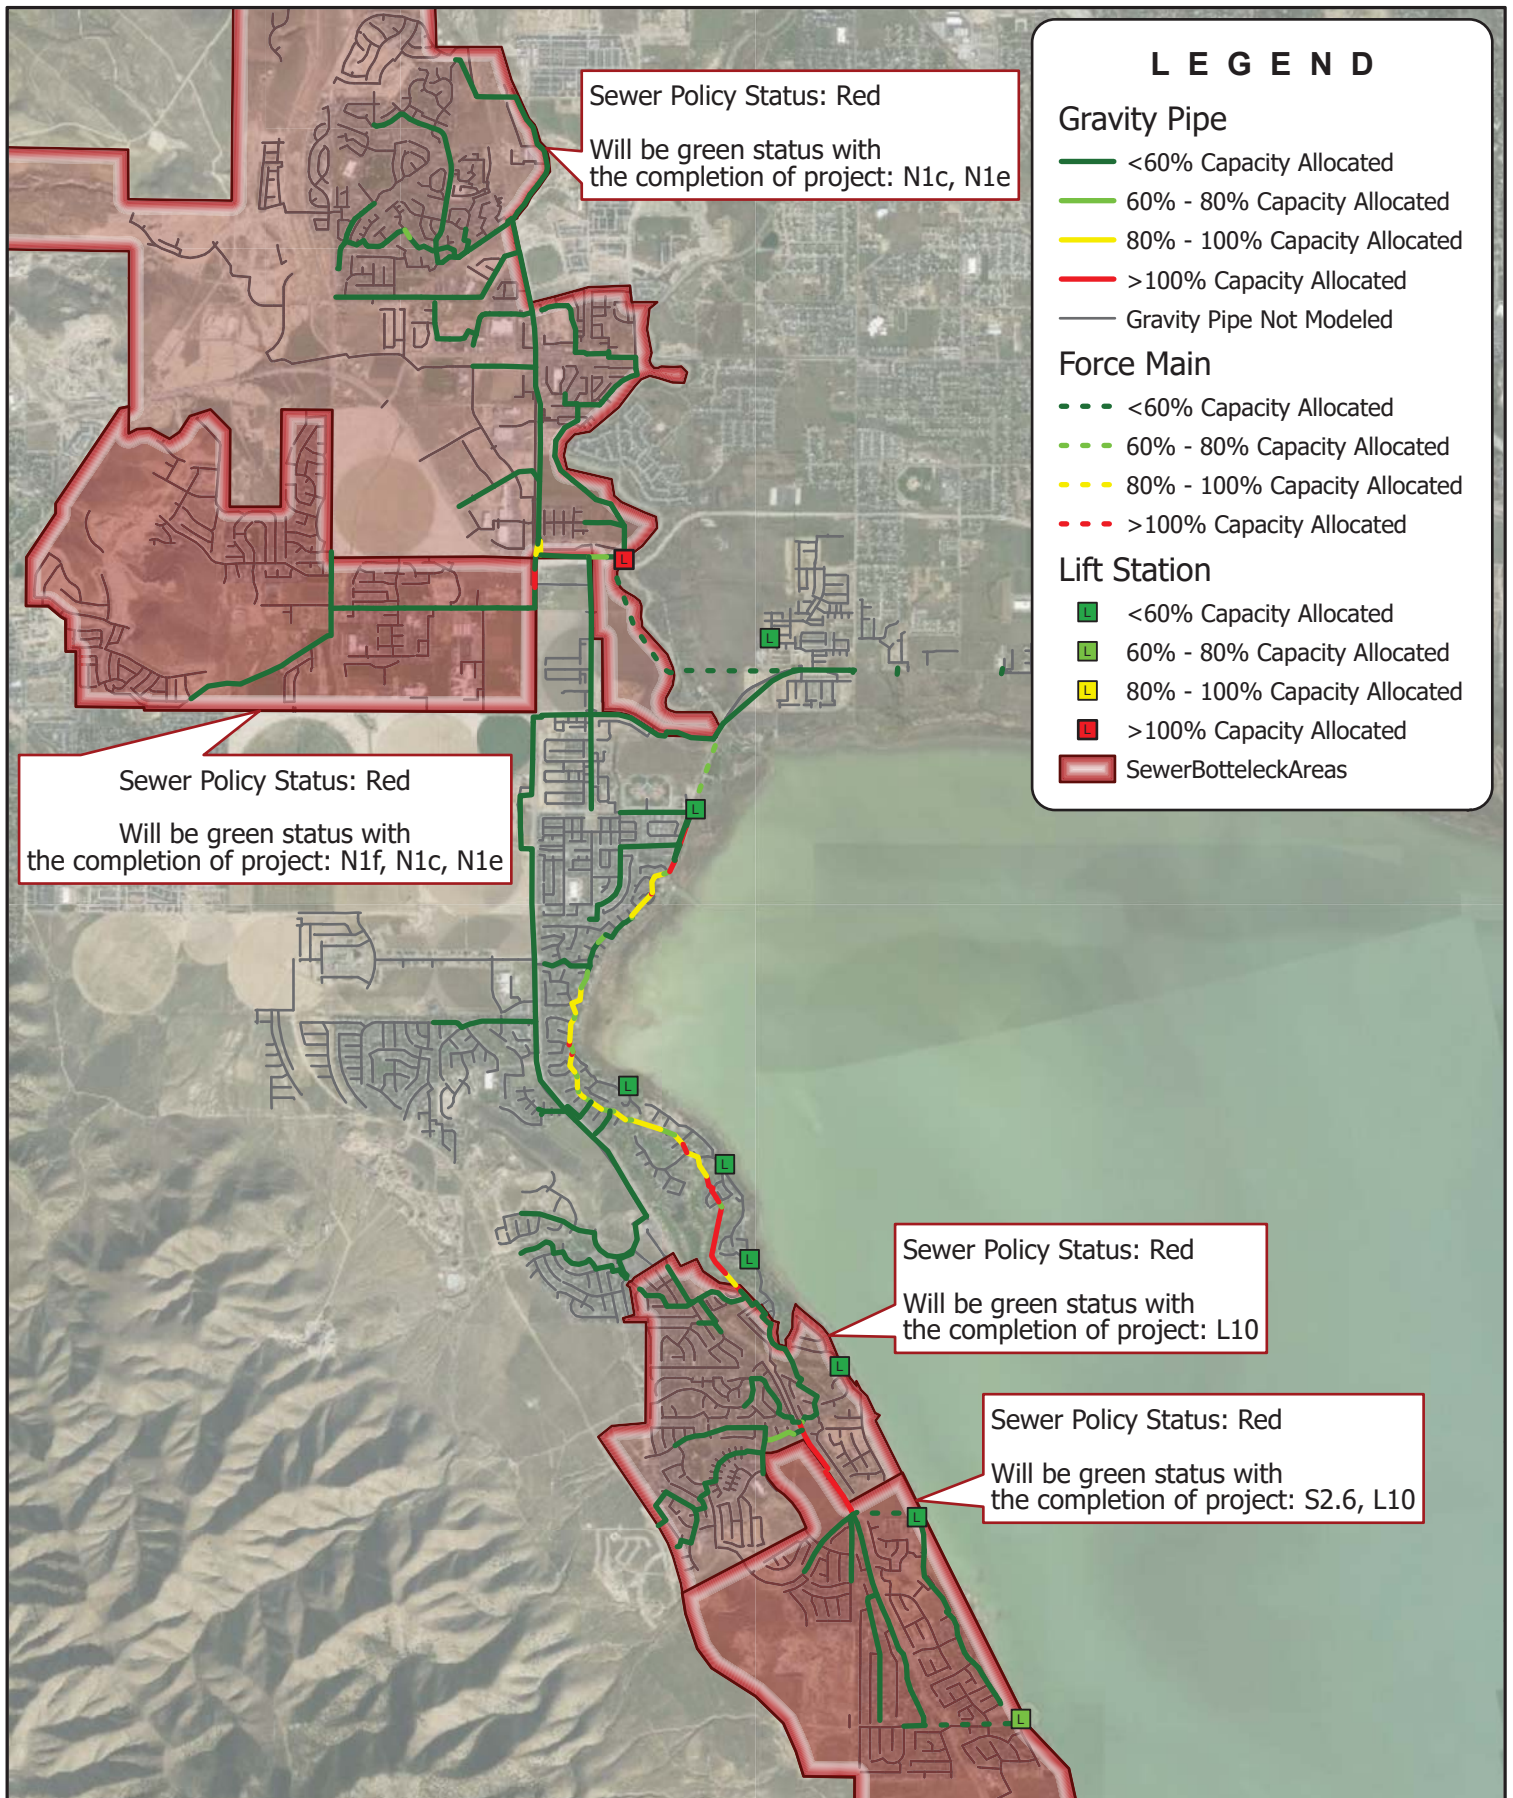 Sewer Policy Status: Red
Will be green status with
the completion of project: N1c, N1e
L E G E N D
Gravity Pipe
<60% Capacity Allocated
60% - 80% Capacity Allocated
80% - 100% Capacity Allocated
>100% Capacity Allocated
Gravity Pipe Not Modeled
Force Main
<60% Capacity Allocated
60% - 80% Capacity Allocated
80% - 100% Capacity Allocated
>100% Capacity Allocated
Lift Station
L <60% Capacity Allocated
L 60% - 80% Capacity Allocated
L 80% - 100% Capacity Allocated
L >100% Capacity Allocated
SewerBotteleckAreas
L
L
Sewer Policy Status: Red
Will be green status with
the completion of project: N1f, N1c, N1e
L
L
L
L
Sewer Policy Status: Red
Will be green status with
the completion of project: L10
L
Sewer Policy Status: Red
Will be green status with
the completion of project: S2.6, L10
L
L